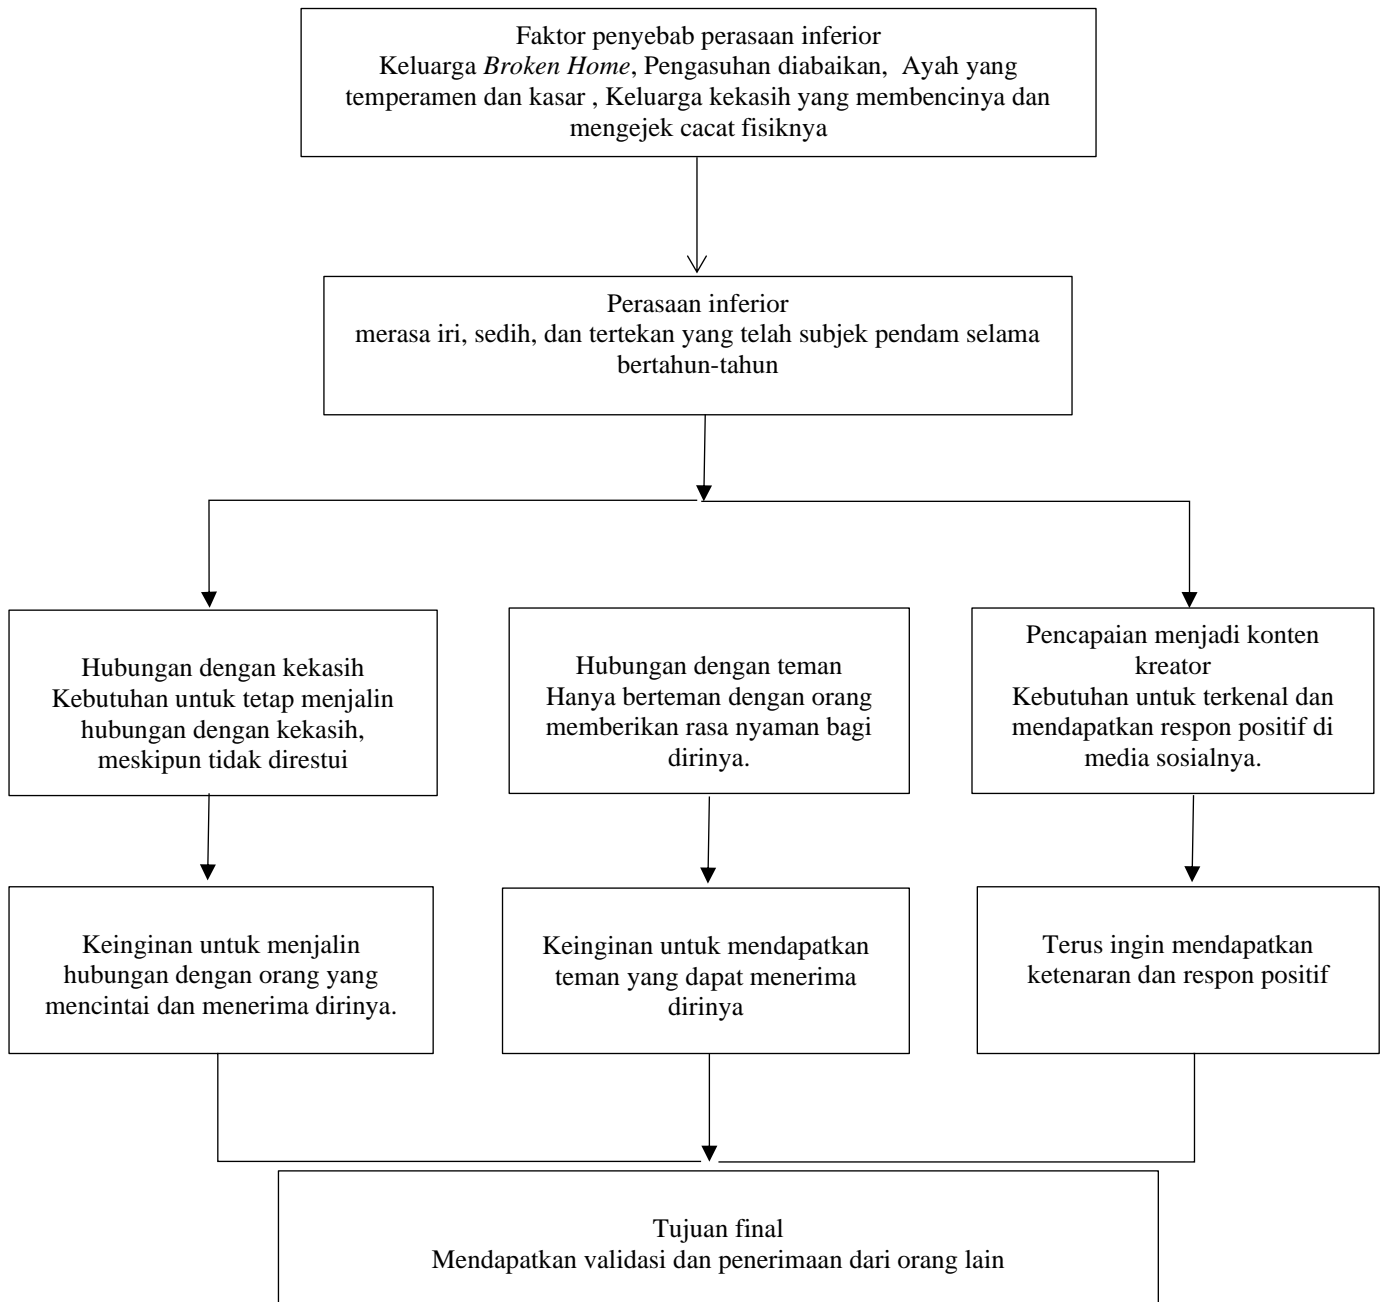 Faktor penyebab perasaan inferior
Keluarga Broken Home, Pengasuhan diabaikan,  Ayah yang
temperamen dan kasar , Keluarga kekasih yang membencinya dan
mengejek cacat fisiknya
Perasaan inferior
merasa iri, sedih, dan tertekan yang telah subjek pendam selama
bertahun-tahun
Hubungan dengan kekasih
Kebutuhan untuk tetap menjalin
hubungan dengan kekasih,
meskipun tidak direstui
Hubungan dengan teman
Hanya berteman dengan orang
memberikan rasa nyaman bagi
dirinya.
Pencapaian menjadi konten
kreator
Kebutuhan untuk terkenal dan
mendapatkan respon positif di
media sosialnya.
Keinginan untuk menjalin
hubungan dengan orang yang
mencintai dan menerima dirinya.
Keinginan untuk mendapatkan
teman yang dapat menerima
dirinya
Terus ingin mendapatkan
ketenaran dan respon positif
Tujuan final
Mendapatkan validasi dan penerimaan dari orang lain